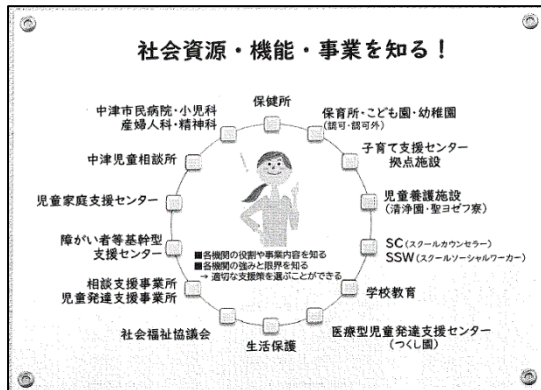 社会資源・機能・事業を知る！
保健所
保育所・こども園・幼稚園
(認可・認可外)
子育て支援センター
拠点施設
児童養護施設
(清浄園・聖ヨゼフ寮)
SC(スクールカウンセラー)
SSW(スクールソーシャルワーカー)
学校教育
医療型児童発達支援センター
(つくし園)
生活保護
社会福祉協議会
相談支援事業所
児童発達支援事業所
障がい者等基幹型
支援センター
児童家庭支援センター
中津児童相談所
中津市民病院・小児科
産婦人科・精神科
■各機関の役割や事業内容を知る
■各機関の強みと限界を知る
→ 適切な支援策を選ぶことができる